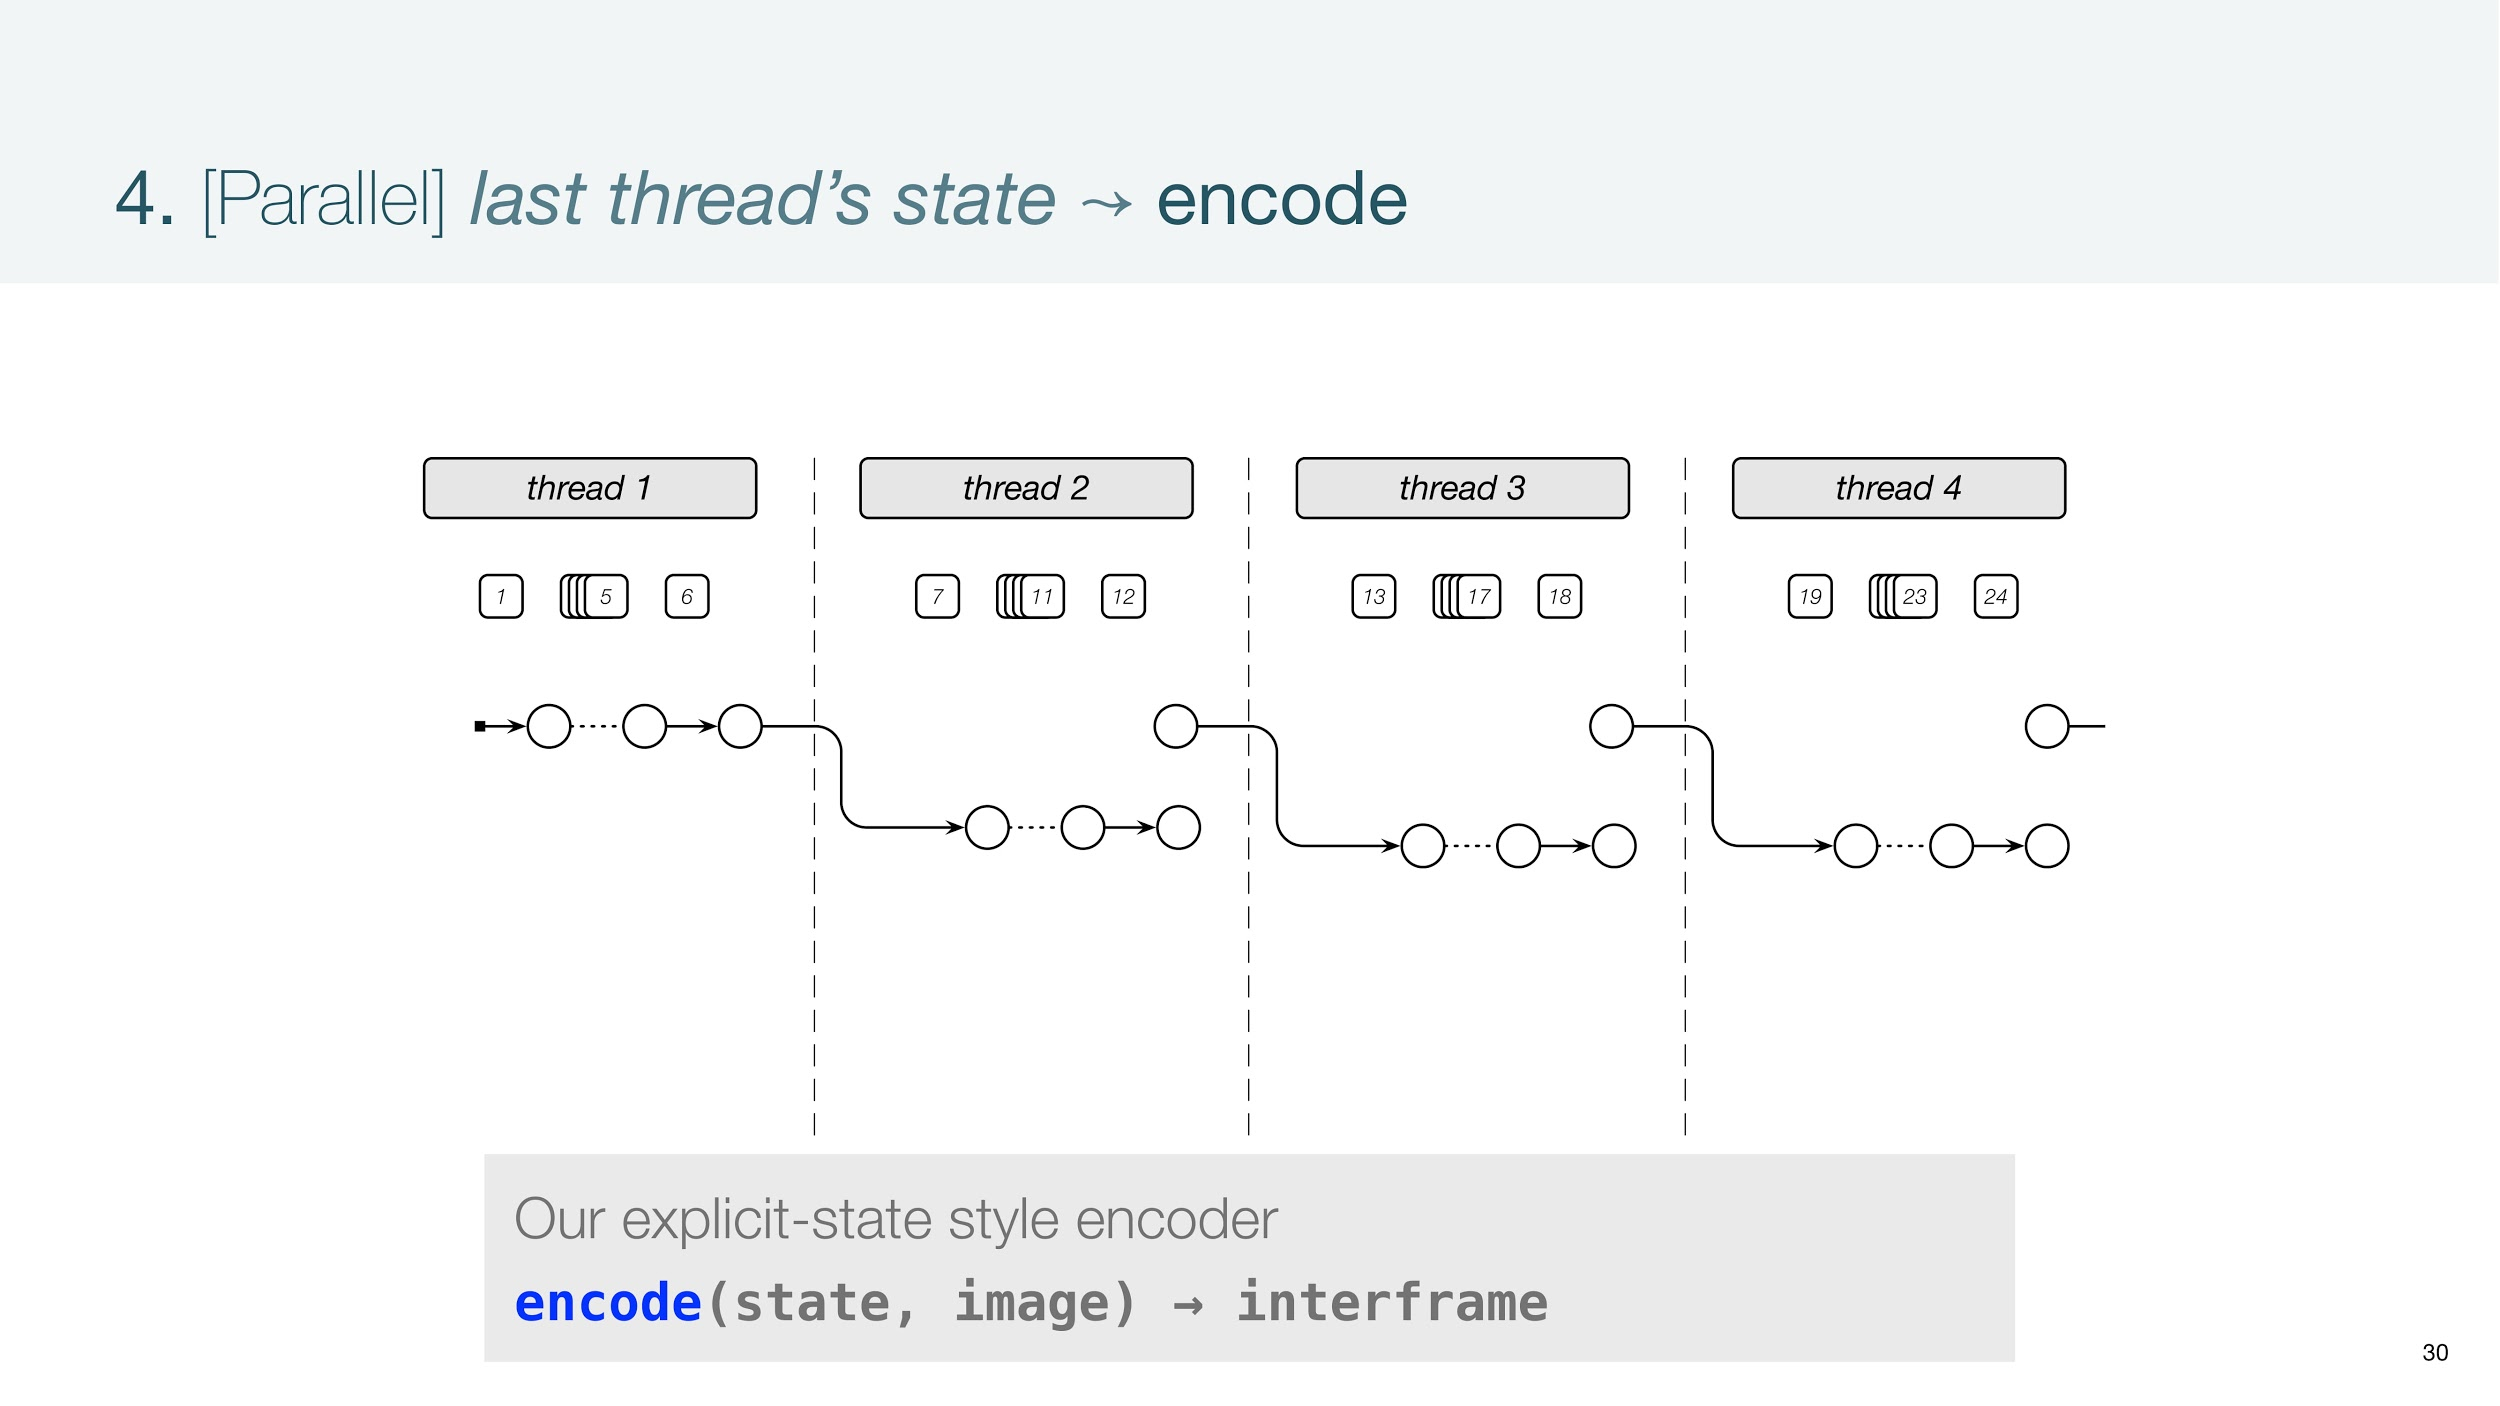 4. [Parallel] last thread’s state ⤳ encode
thread 1 thread 2 thread 3 thread 4
1 5 6 7 11 12 13 17 18 19 23 24
Our explicit-state style encoder
encode(state, image) → interframe
30